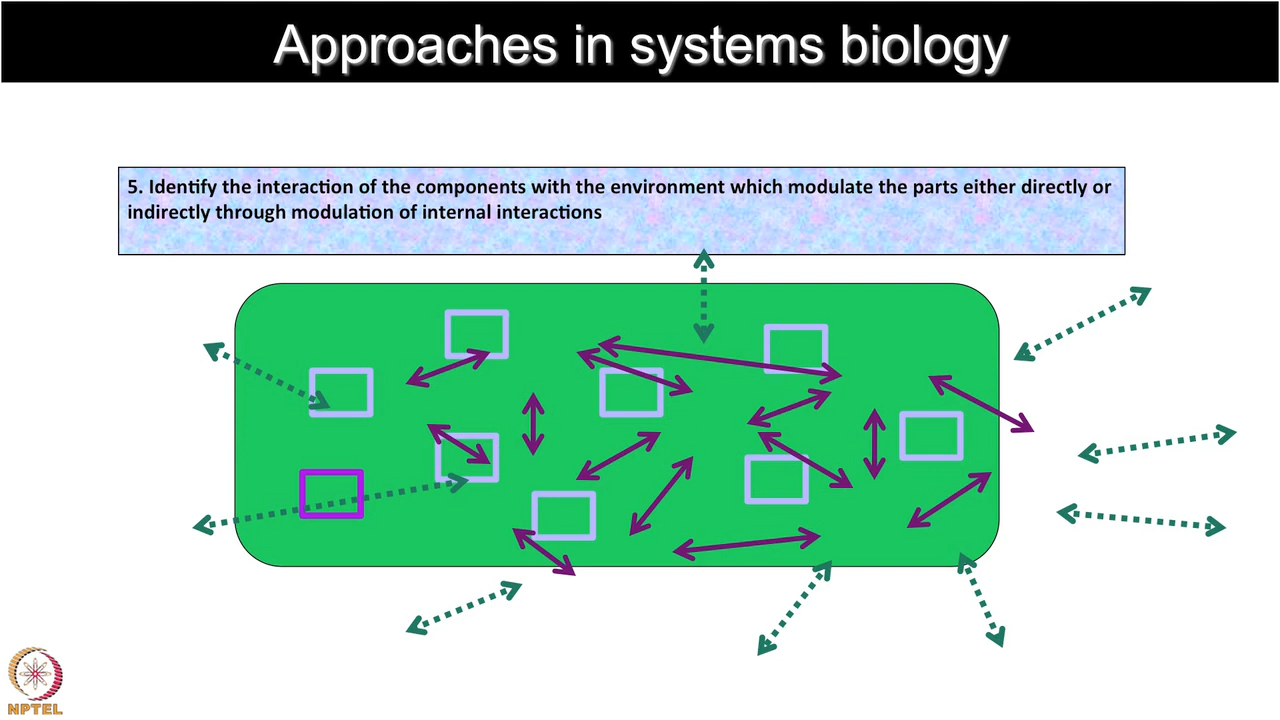 Approaches in systems biology
5. Identify the interaction of the components with the environment which modulate the parts either directly or
indirectly through modulation of internal interactions
NPTEL